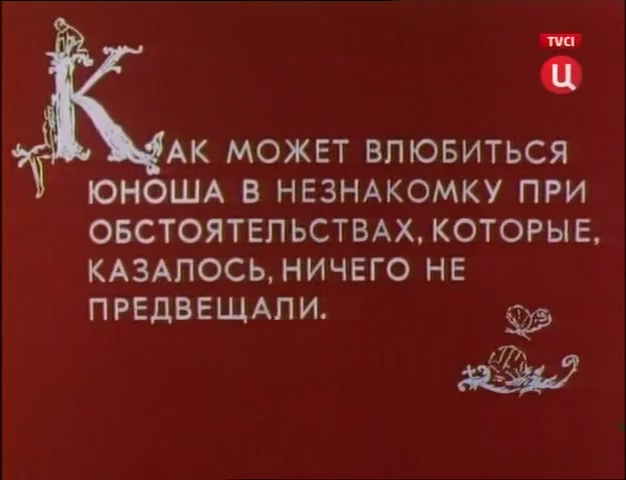 TVCI
Ц
КАК МОЖЕТ ВЛЮБИТЬСЯ
ЮНОША В НЕЗНАКОМКУ ПРИ
ОБСТОЯТЕЛЬСТВАХ, КОТОРЫЕ,
КАЗАЛОСЬ, НИЧЕГО НЕ
ПРЕДВЕЩАЛИ.